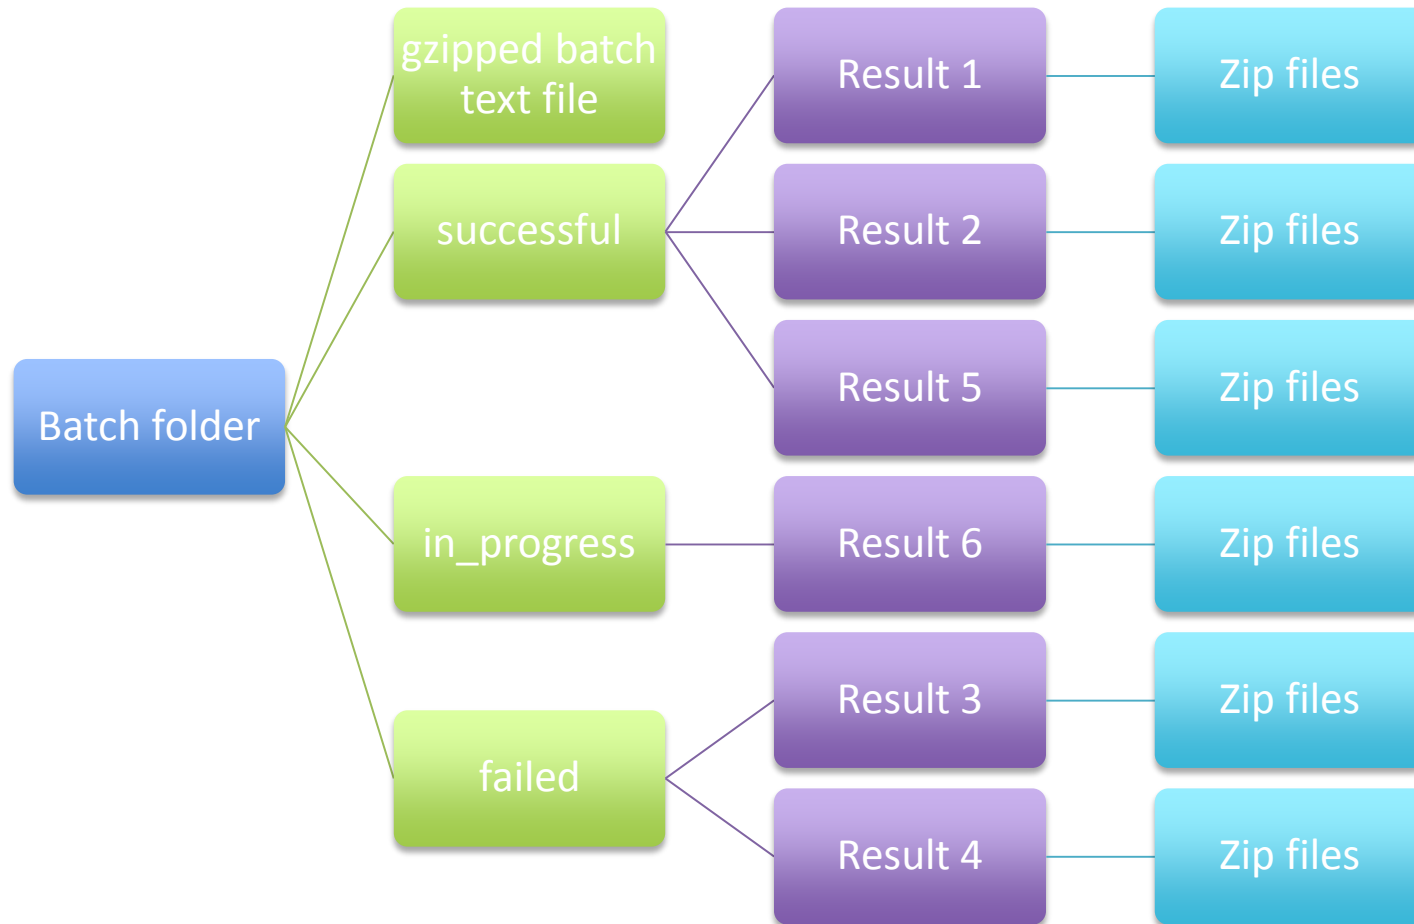 gzipped batch
text file
Result 1
Zip files
successful
Result 2
Zip files
Result 5
Zip files
Batch folder
in_progress
Result 6
Zip files
Result 3
Zip files
failed
Result 4
Zip files